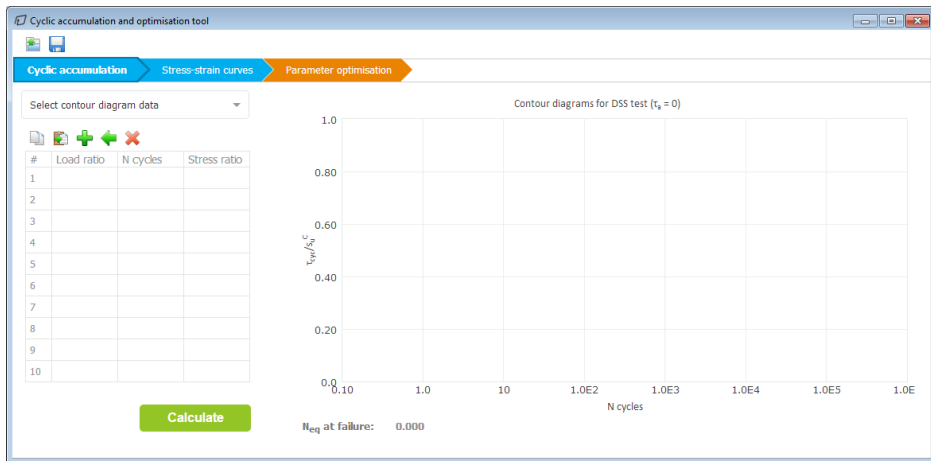 Cyclic accumulation and optimisation tool
Cyclic accumulation Stress-strain curves Parameter optimisation
Select contour diagram data
# Load ratio N cycles Stress ratio
1
2
3
4
5
6
7
8
9
10
Calculate
Contour diagrams for DSS test (τa = 0)
1.0
0.80
0.60
0.40
0.20
0.0
τcyc/suC
0.10 1.0 10 1.0E2 1.0E3 1.0E4 1.0E5 1.0E
N cycles
Neq at failure: 0.000